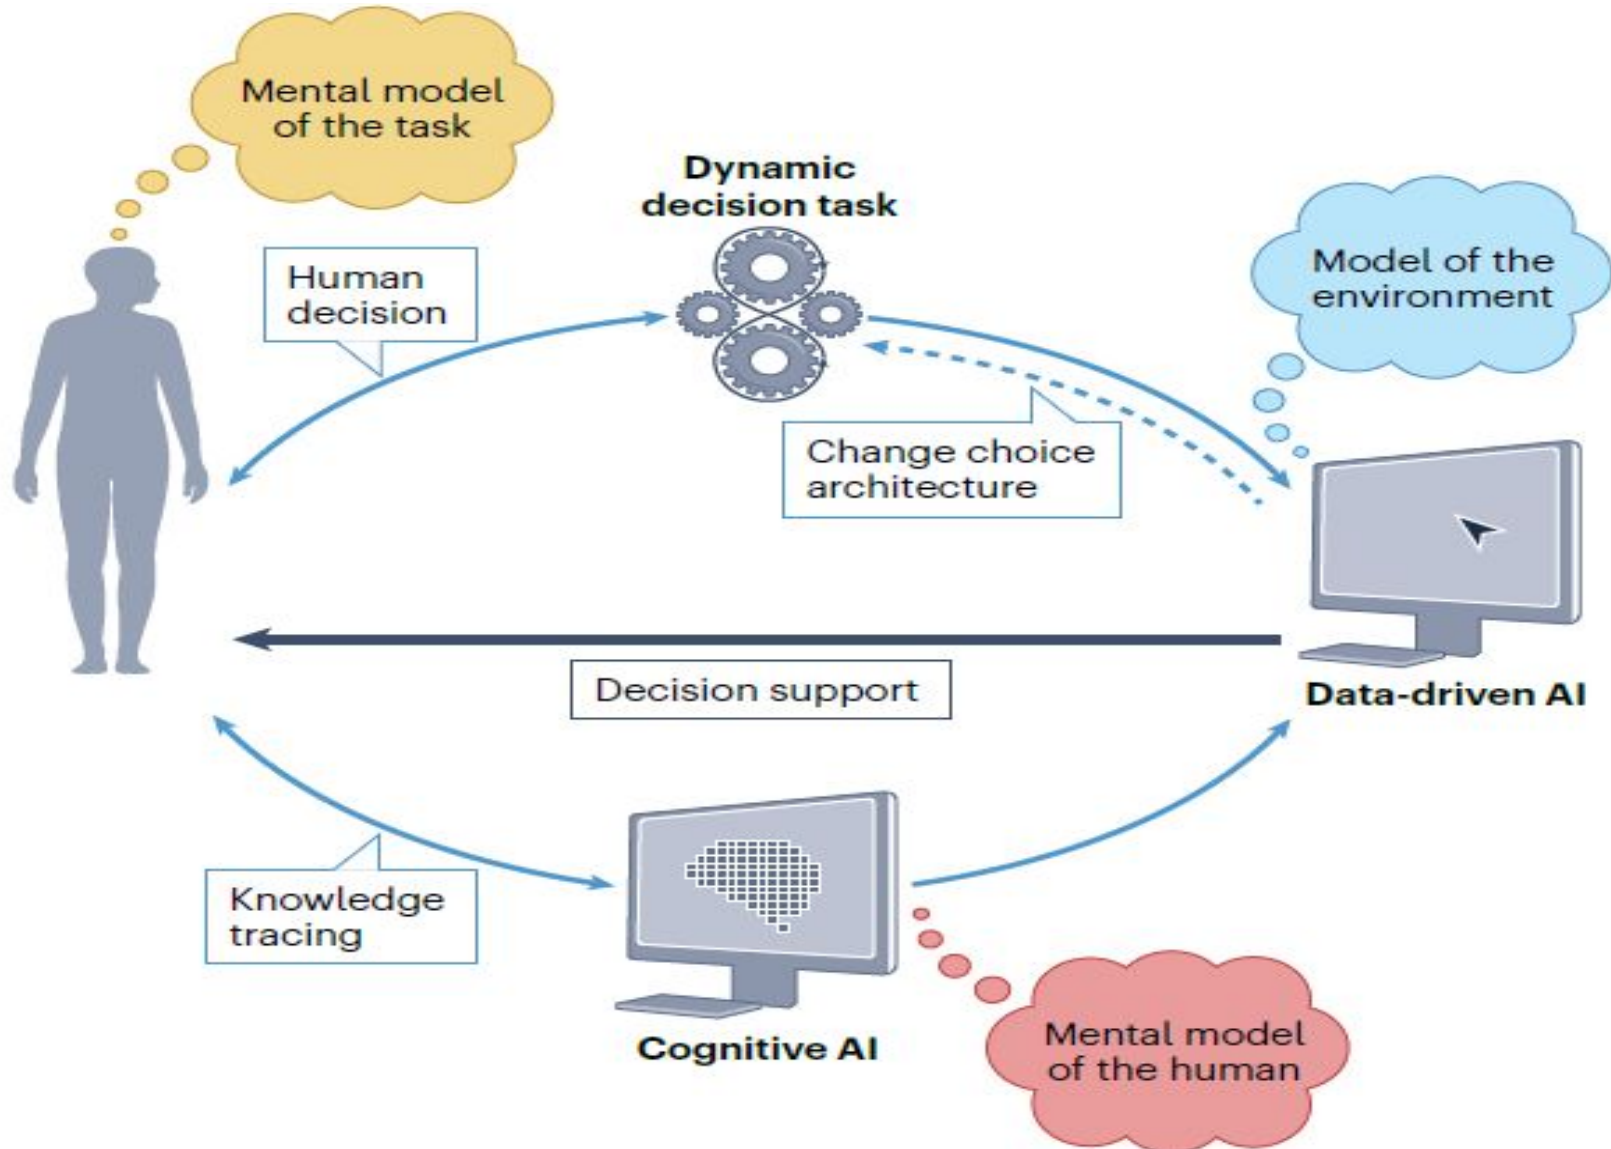 Mental model
of the task
Dynamic
decision task
Human
decision
Model of the
environment
Change choice
architecture
Decision support
Data-driven AI
Knowledge
tracing
Cognitive AI
Mental model
of the human